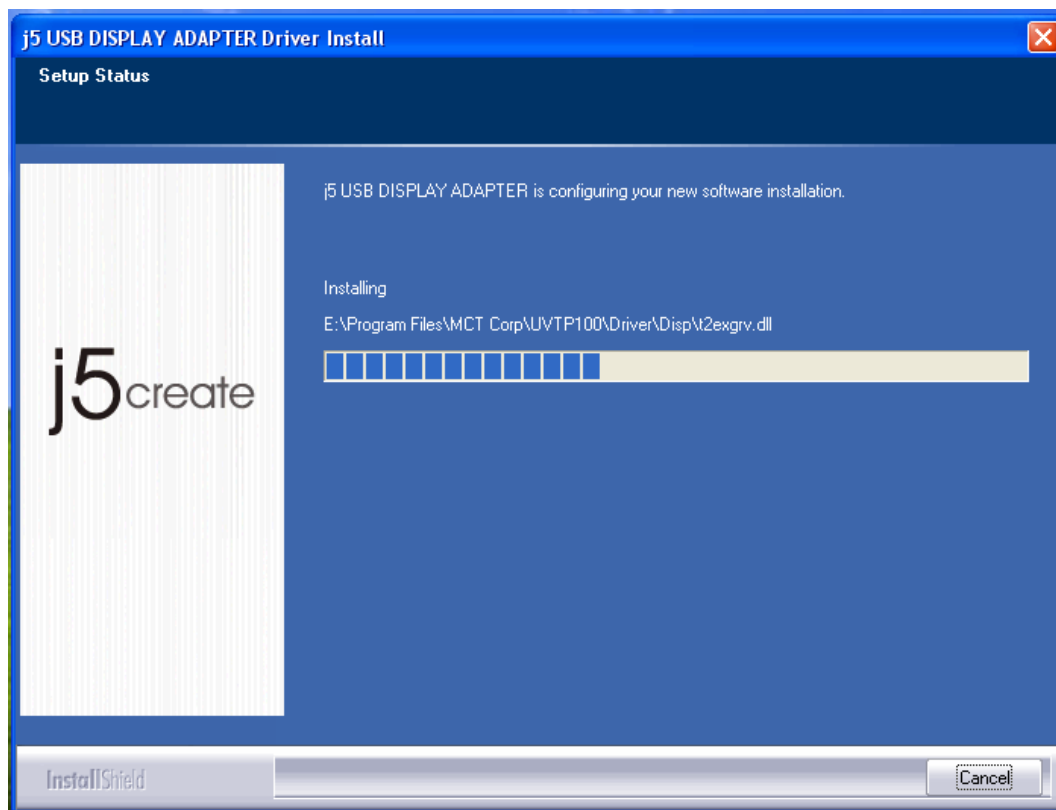 j5 USB DISPLAY ADAPTER Driver Install
Setup Status
j5 USB DISPLAY ADAPTER is configuring your new software installation.
Installing
E:\Program Files\MCT Corp\UVTP100\Driver\Disp\t2exgrv.dll
j5create
InstallShield
Cancel